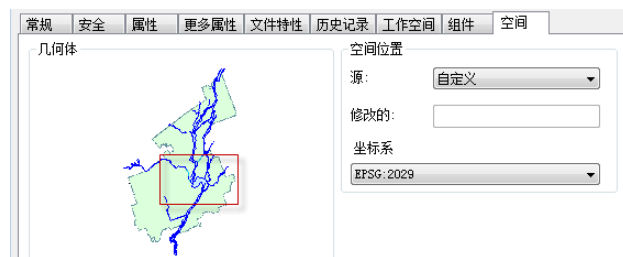 常规 安全 属性 更多属性 文件特性 历史记录 工作空间 组件 空间
几何体
空间位置
源: 自定义
修改的:
坐标系
EPSG:2029